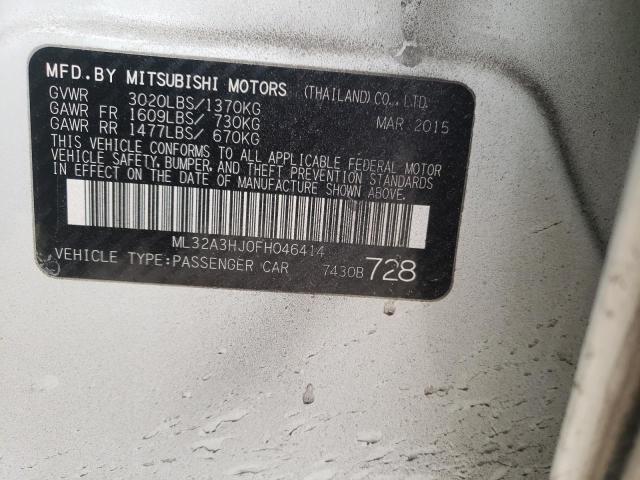 MFD.BY MITSUBISHI MOTORS (THAILAND) CO., LTD.
GVWR 3020LBS/1370KG MAR 2015
GAWR FR 1609LBS/ 730KG
GAWR RR 1477LBS/ 670KG
THIS VEHICLE CONFORMS TO ALL APPLICABLE FEDERAL MOTOR
VEHICLE SAFETY, BUMPER, AND THEFT PREVENTION STANDARDS
IN EFFECT ON THE DATE OF MANUFACTURE SHOWN ABOVE.
ML32A3HJ0FH046414
VEHICLE TYPE:PASSENGER CAR 7430B 728